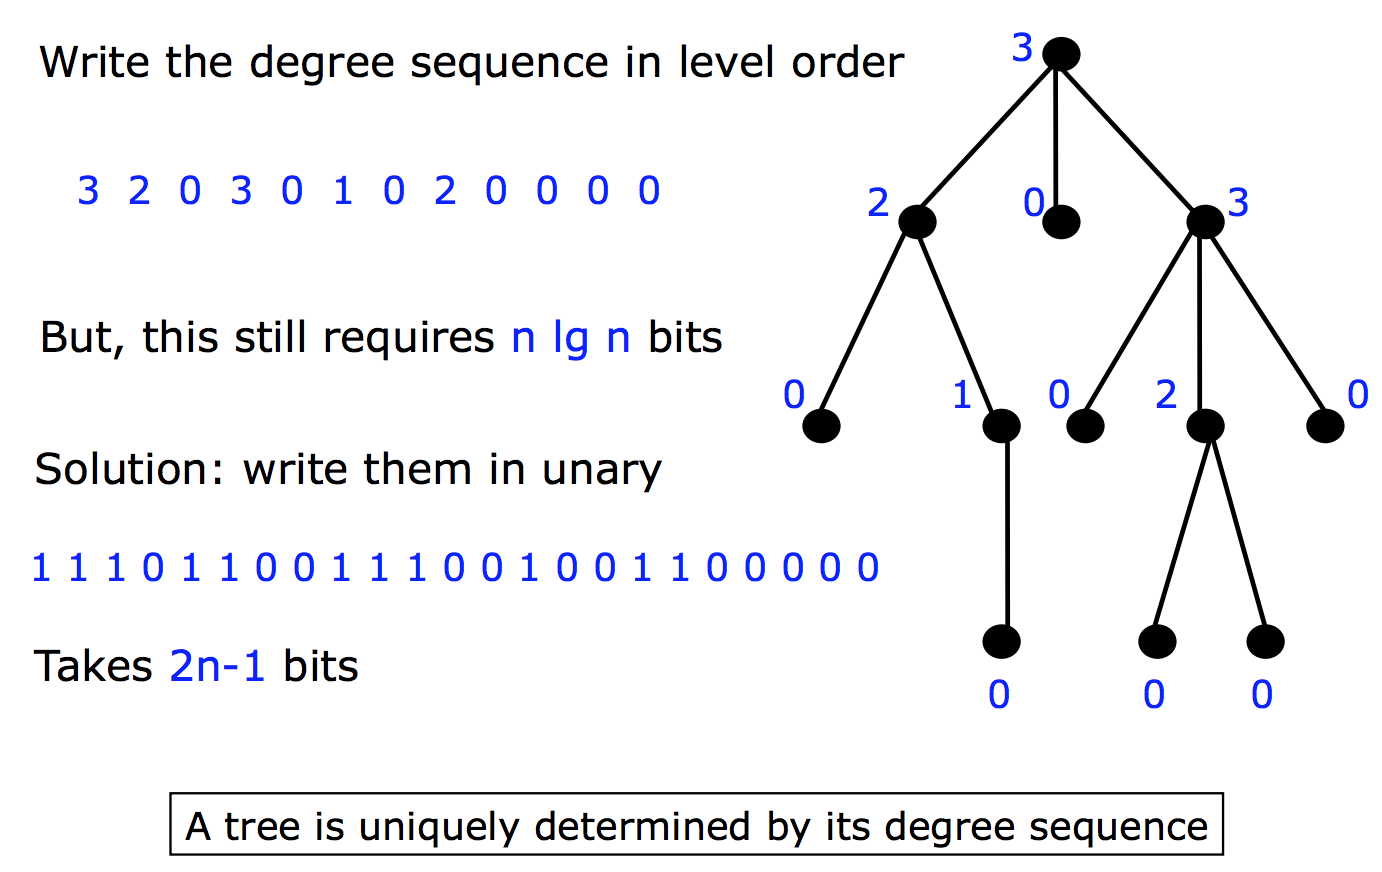 Write the degree sequence in level order
3 2 0 3 0 1 0 2 0 0 0 0
But, this still requires n lg n bits
Solution: write them in unary
1 1 1 0 1 1 0 0 1 1 1 0 0 1 0 0 1 1 0 0 0 0 0
Takes 2n-1 bits
3
2 0 3
0 1 0 2 0
0 0 0
A tree is uniquely determined by its degree sequence